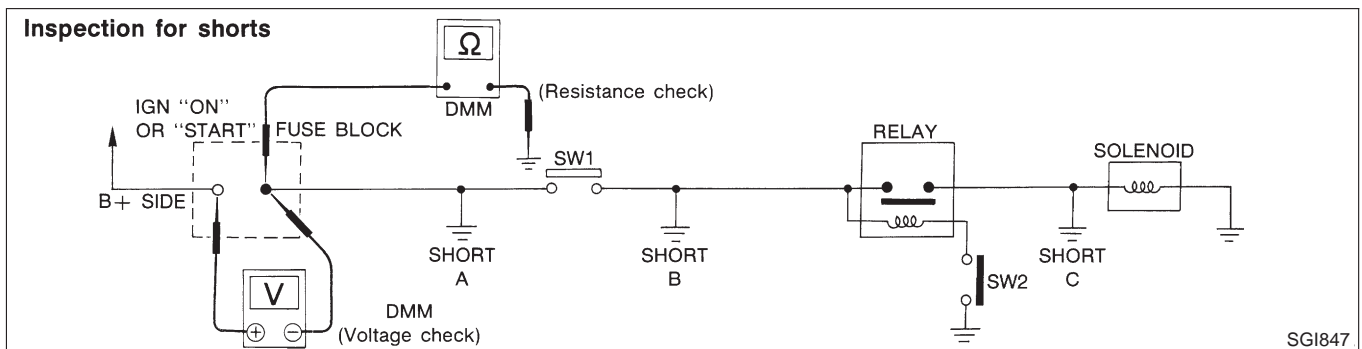 Inspection for shorts
Ω
DMM
(Resistance check)
IGN “ON”
OR “START”
FUSE BLOCK
B+ SIDE
SW1
RELAY
SOLENOID
SHORT
A
SHORT
B
SHORT
C
SW2
V
+ −
DMM
(Voltage check)
SGI847